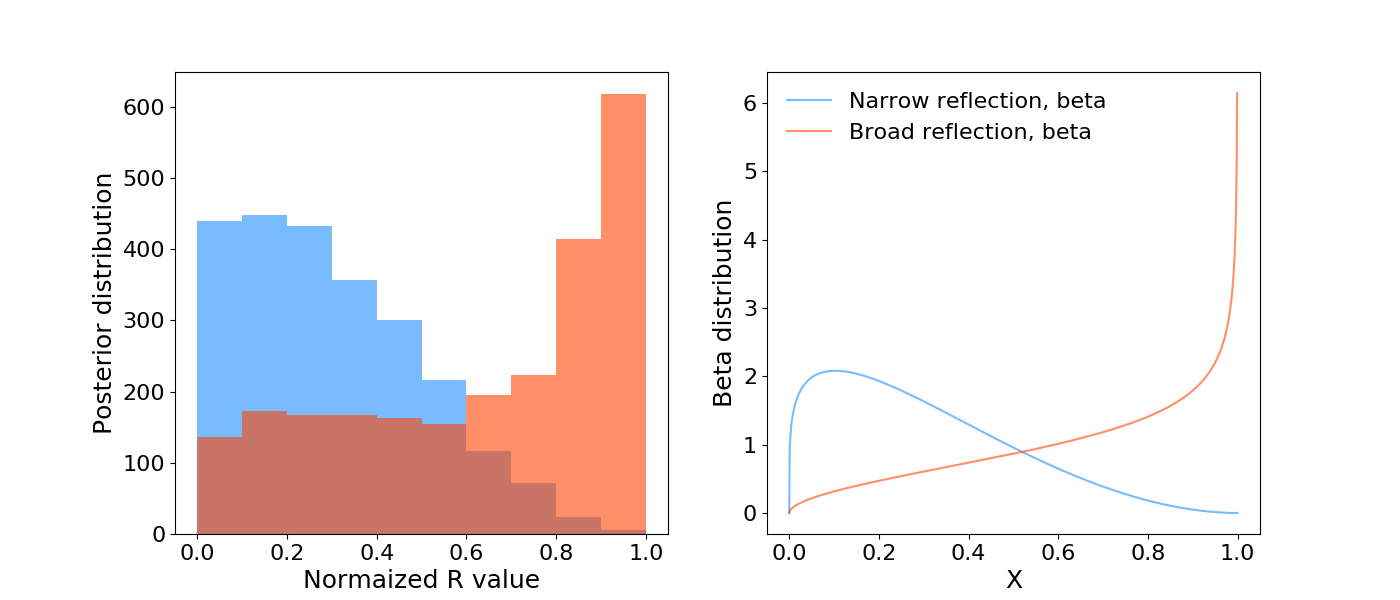 Posterior distribution
600
500
400
300
200
100
0
0.0 0.2 0.4 0.6 0.8 1.0
Normaized R value
Beta distribution
6
5
4
3
2
1
0
Narrow reflection, beta
Broad reflection, beta
0.0 0.2 0.4 0.6 0.8 1.0
X